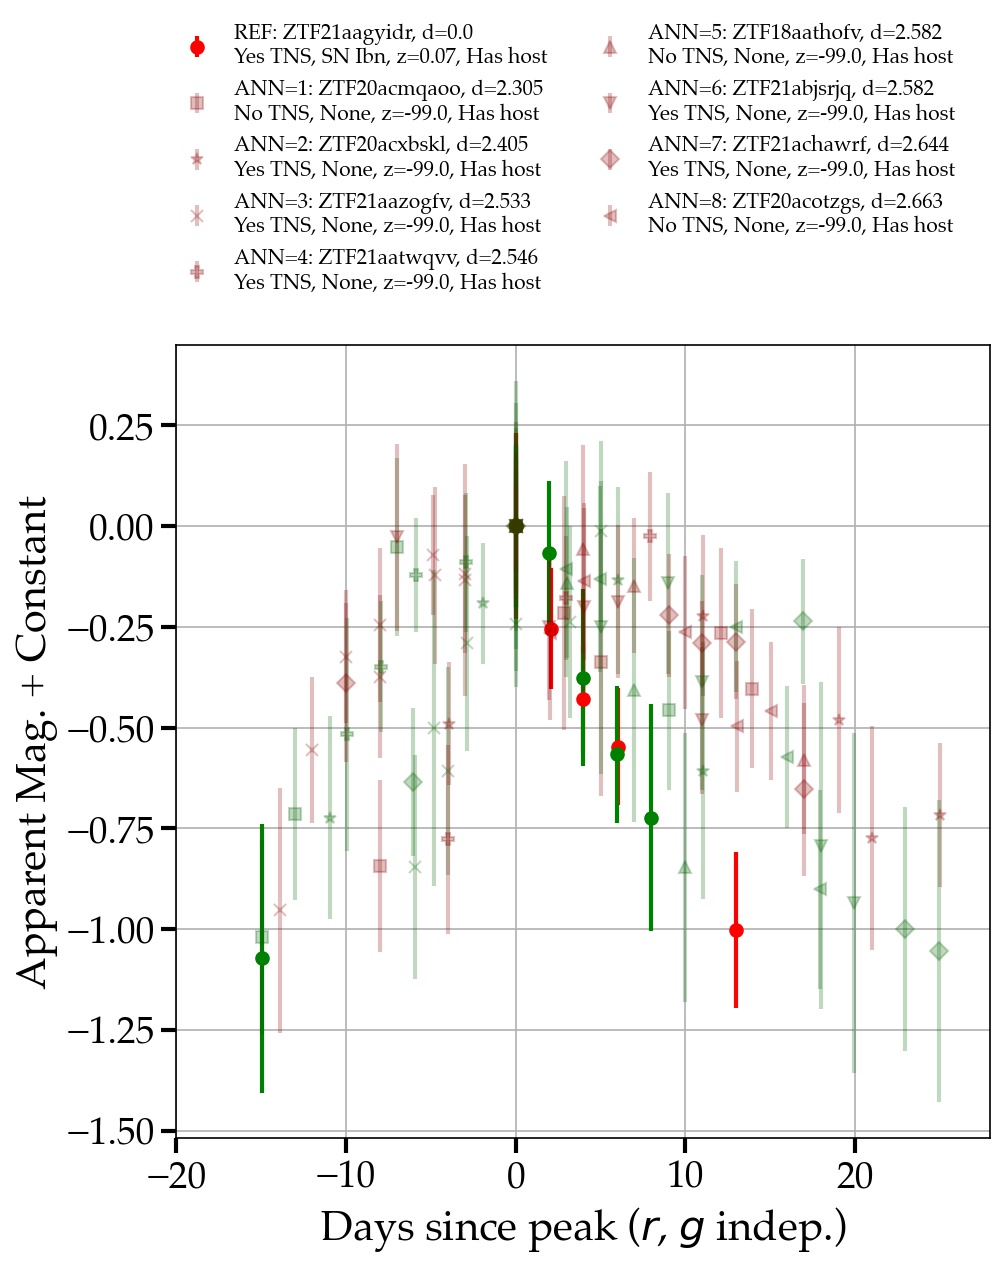 REF: ZTF21aagyidr, d=0.0
Yes TNS, SN Ibn, z=0.07, Has host
ANN=1: ZTF20acmqaoo, d=2.305
No TNS, None, z=-99.0, Has host
ANN=2: ZTF20acxbskl, d=2.405
Yes TNS, None, z=-99.0, Has host
ANN=3: ZTF21aazogfv, d=2.533
Yes TNS, None, z=-99.0, Has host
ANN=4: ZTF21aatwqvv, d=2.546
Yes TNS, None, z=-99.0, Has host
ANN=5: ZTF18aathofv, d=2.582
No TNS, None, z=-99.0, Has host
ANN=6: ZTF21abjsrjq, d=2.582
Yes TNS, None, z=-99.0, Has host
ANN=7: ZTF21achawrf, d=2.644
Yes TNS, None, z=-99.0, Has host
ANN=8: ZTF20acotzgs, d=2.663
No TNS, None, z=-99.0, Has host
Apparent Mag. + Constant
0.25
0.00
−0.25
−0.50
−0.75
−1.00
−1.25
−1.50
−20 −10 0 10 20
Days since peak (r, g indep.)